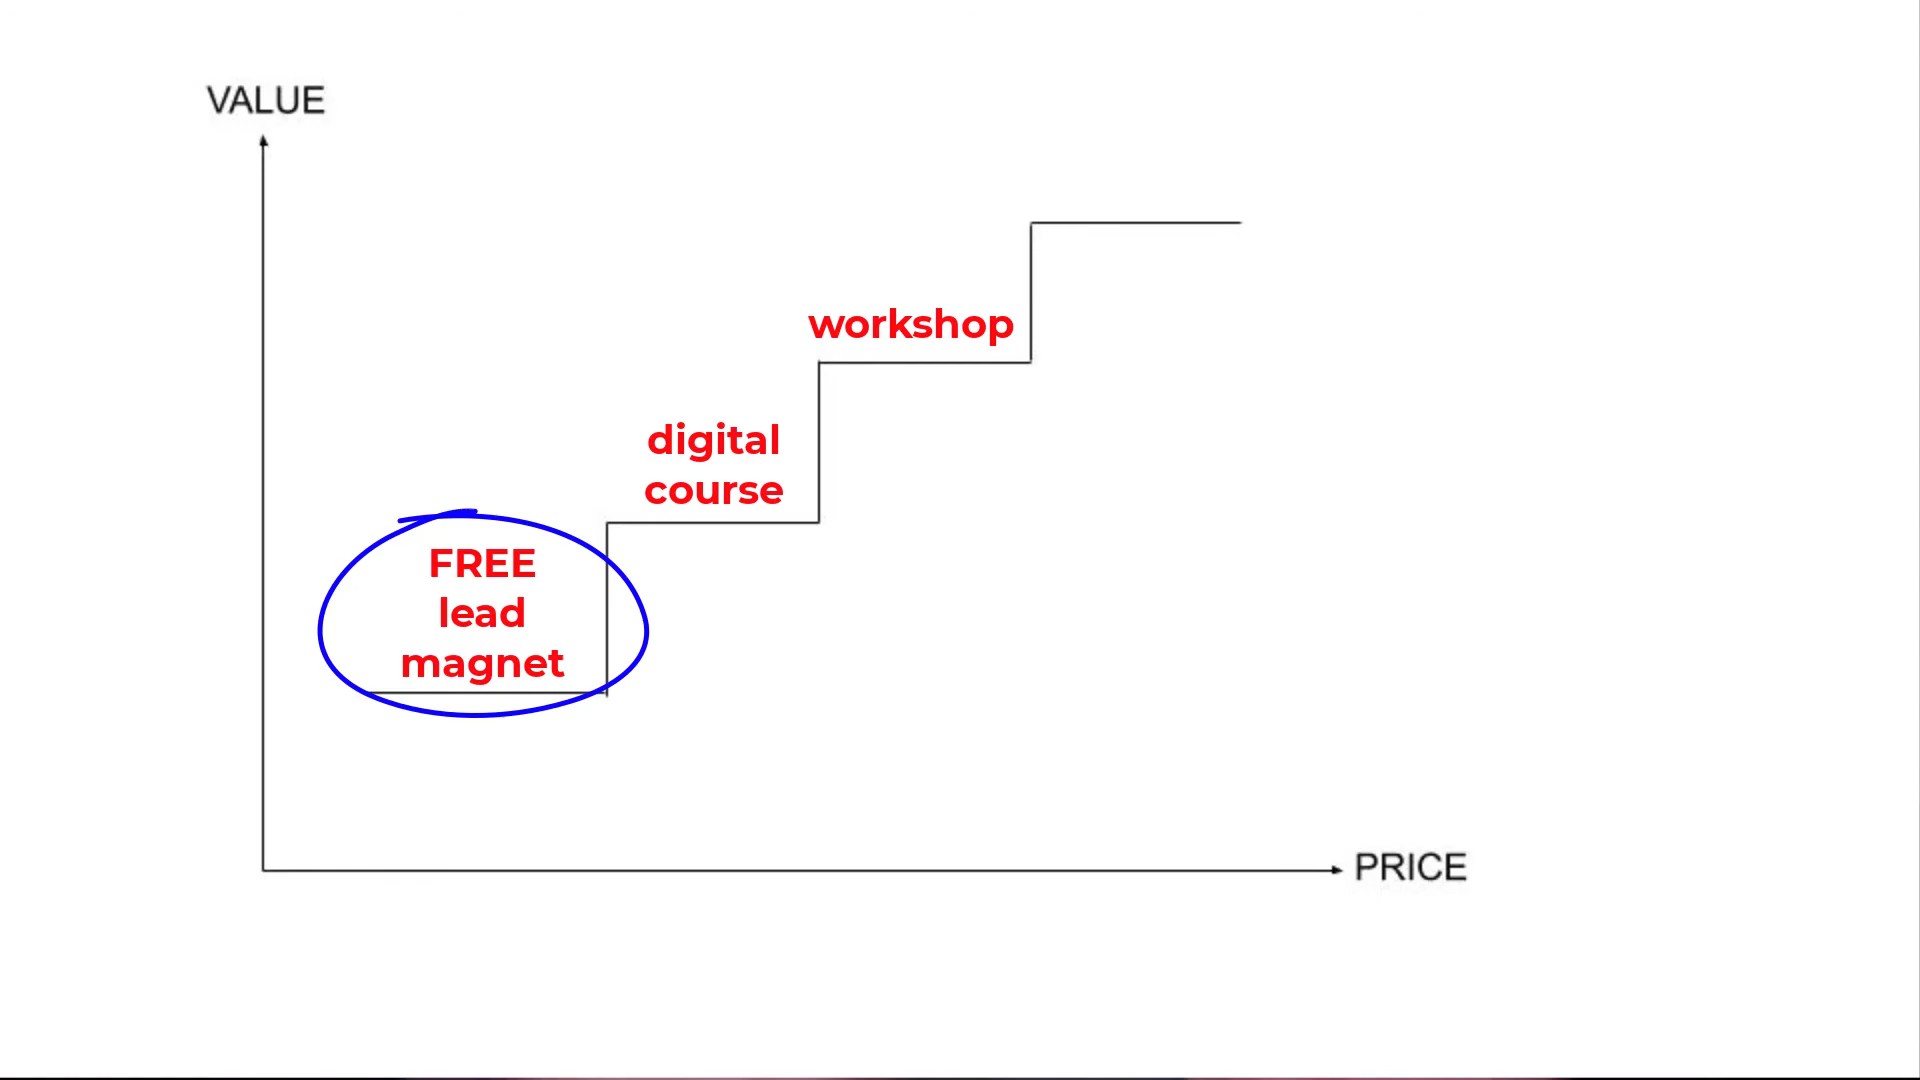 VALUE
workshop
digital
course
FREE
lead
magnet
PRICE